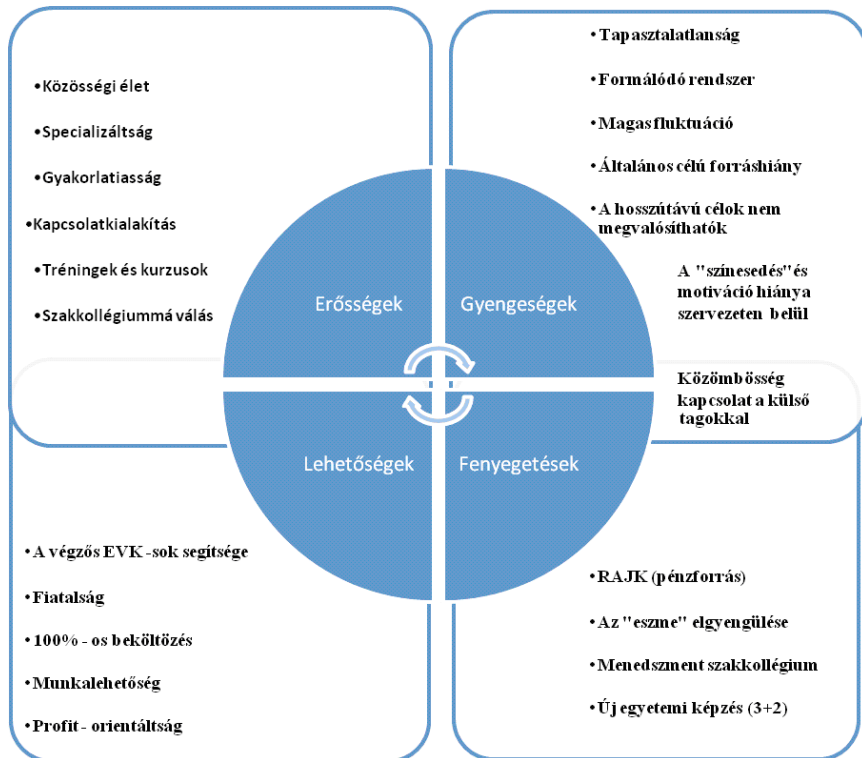 •Közösségi élet
•Specializáltság
•Gyakorlatiasság
•Kapcsolatkialakítás
•Tréningek és kurzusok
•Szakkollégiummá válás
Erősségek
•Tapasztalatlanság
•Formálódó rendszer
•Magas fluktuáció
•Általános célú forráshiány
•A hosszútávú célok nem
megvalósíthatók
A "színesedés"és
motiváció hiánya
szervezeten belül
Közömbösség
kapcsolat a külső
tagokkal
Gyengeségek
Lehetőségek
•A végzős EVK -sok segítsége
•Fiatalság
•100% - os beköltözés
•Munkalehetőség
•Profit - orientáltság
Fenyegetések
•RAJK (pénzforrás)
•Az "eszme" elgyengülése
•Menedszment szakkollégium
•Új egyetemi képzés (3+2)